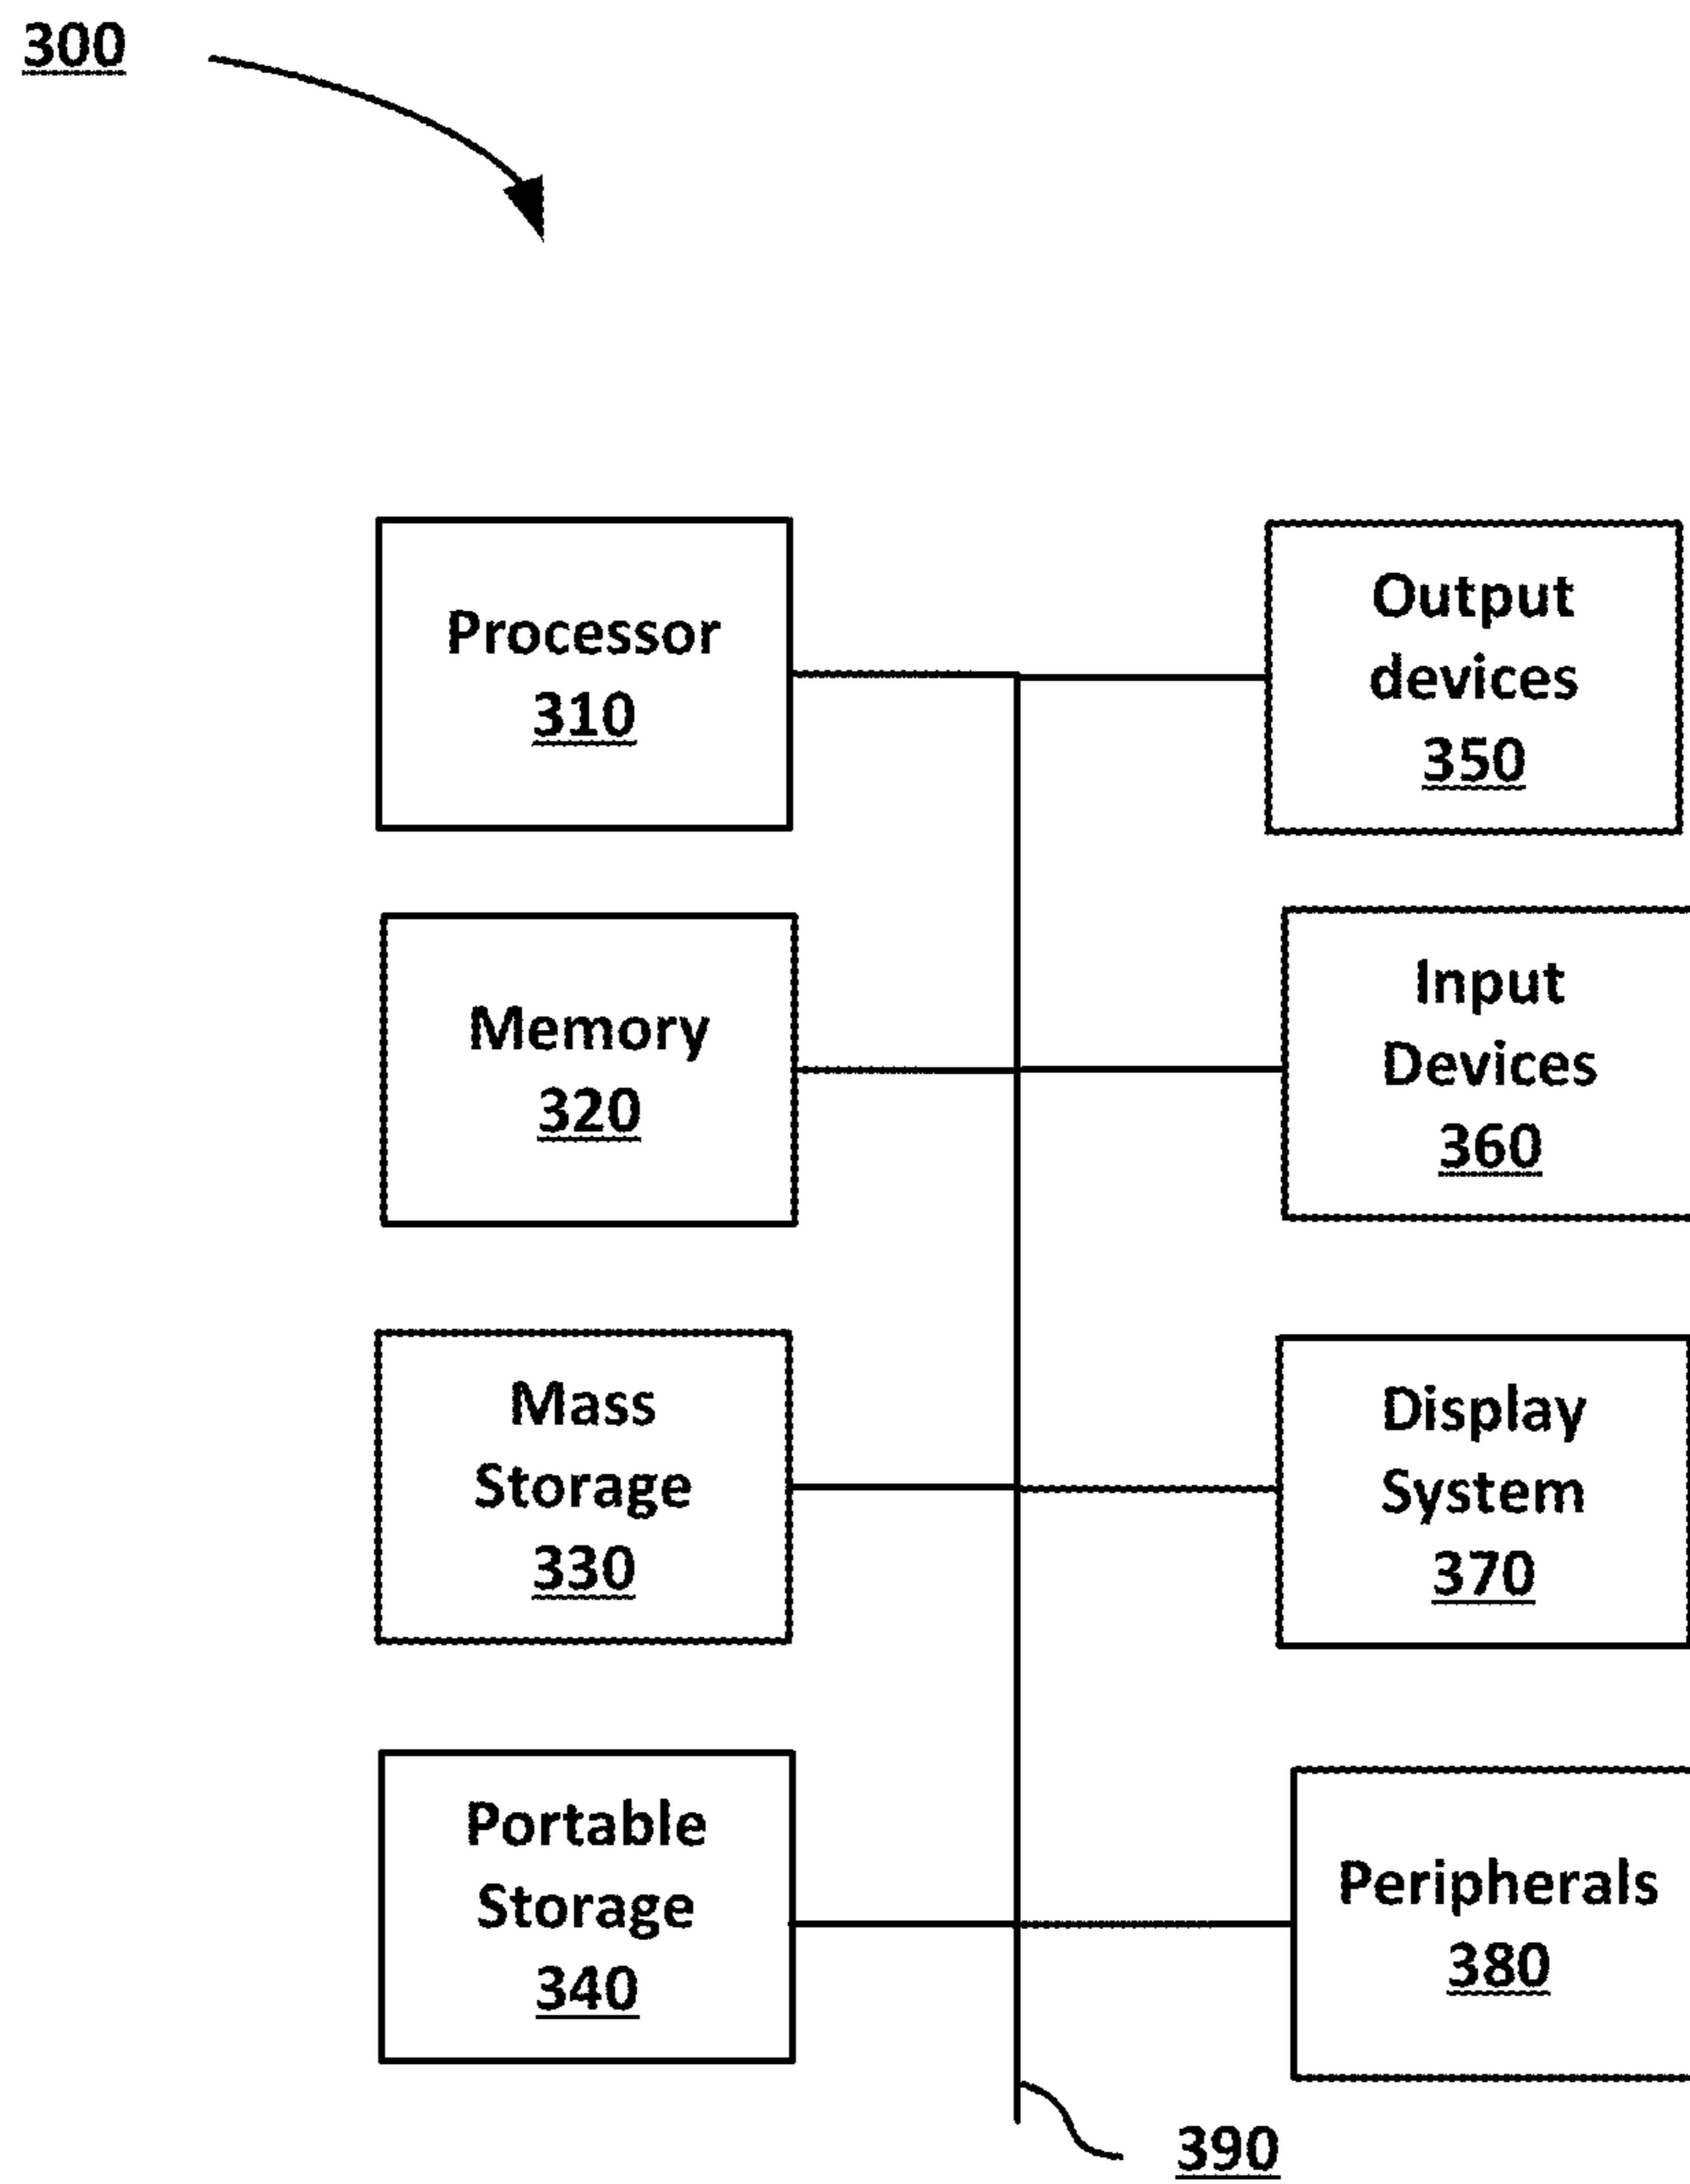 300
Processor
310
Output
devices
350
Memory
320
Input
Devices
360
Mass
Storage
330
Display
System
370
Portable
Storage
340
Peripherals
380
390